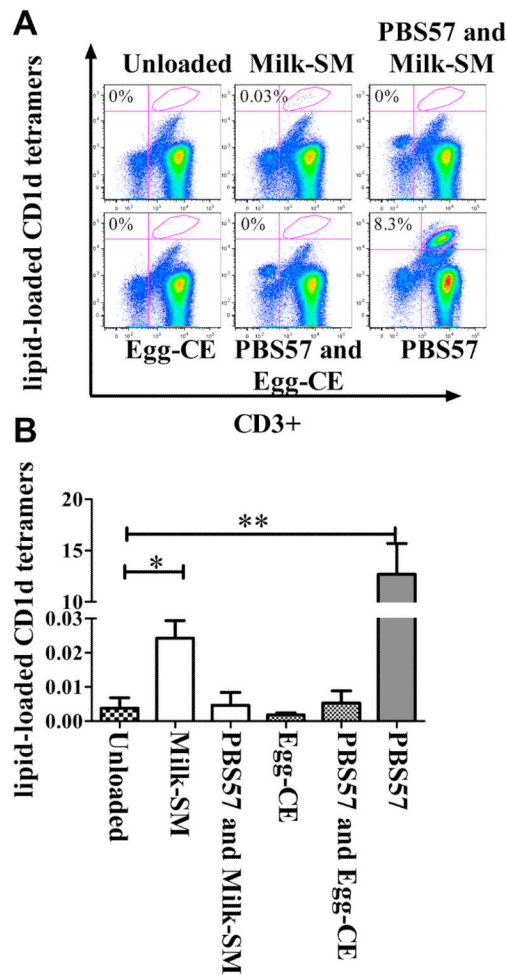 A
Unloaded
Milk-SM
PBS57 and
Milk-SM
lipid-loaded CD1d tetramers
0%
0.03%
0%
0%
0%
8.3%
Egg-CE
PBS57 and
Egg-CE
PBS57
CD3+
B
lipid-loaded CD1d tetramers
20
15
10
0.03
0.02
0.01
0.00
*
**
Unloaded
Milk-SM
PBS57 and Milk-SM
Egg-CE
PBS57 and Egg-CE
PBS57